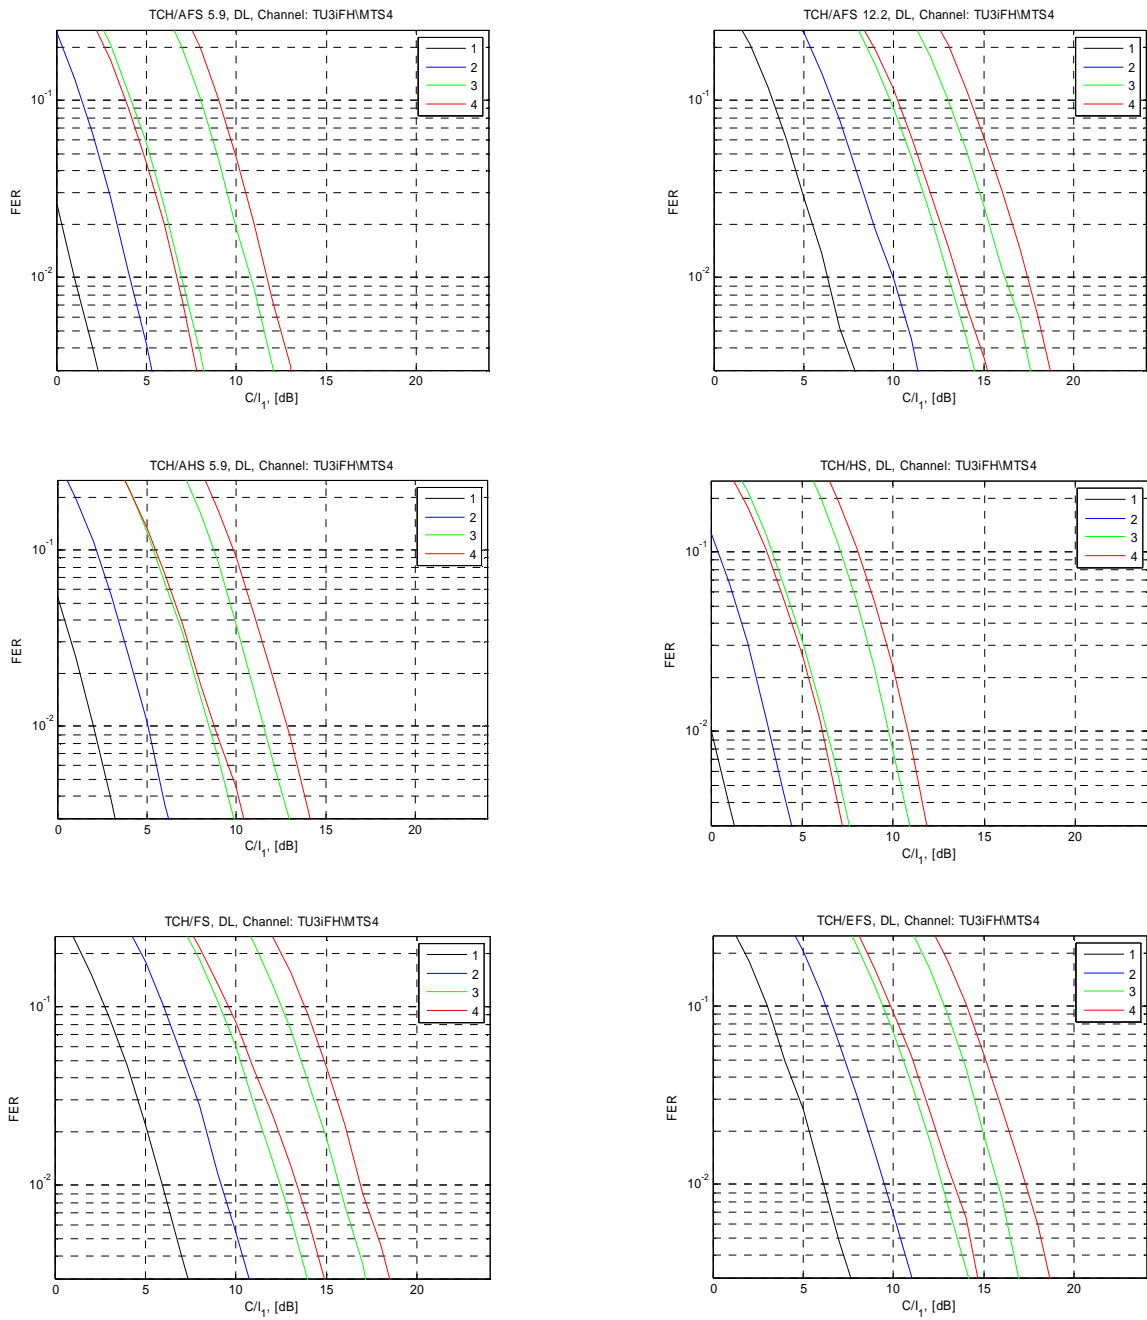 TCH/AFS 5.9, DL, Channel: TU3iFH\MTS4
1
2
3
4
10^-1
10^-2
FER
0 5 10 15 20
C/I_1, [dB]
TCH/AFS 12.2, DL, Channel: TU3iFH\MTS4
1
2
3
4
10^-1
10^-2
FER
0 5 10 15 20
C/I_1, [dB]
TCH/AHS 5.9, DL, Channel: TU3iFH\MTS4
1
2
3
4
10^-1
10^-2
FER
0 5 10 15 20
C/I_1, [dB]
TCH/HS, DL, Channel: TU3iFH\MTS4
1
2
3
4
10^-1
10^-2
FER
0 5 10 15 20
C/I_1, [dB]
TCH/FS, DL, Channel: TU3iFH\MTS4
1
2
3
4
10^-1
10^-2
FER
0 5 10 15 20
C/I_1, [dB]
TCH/EFS, DL, Channel: TU3iFH\MTS4
1
2
3
4
10^-1
10^-2
FER
0 5 10 15 20
C/I_1, [dB]